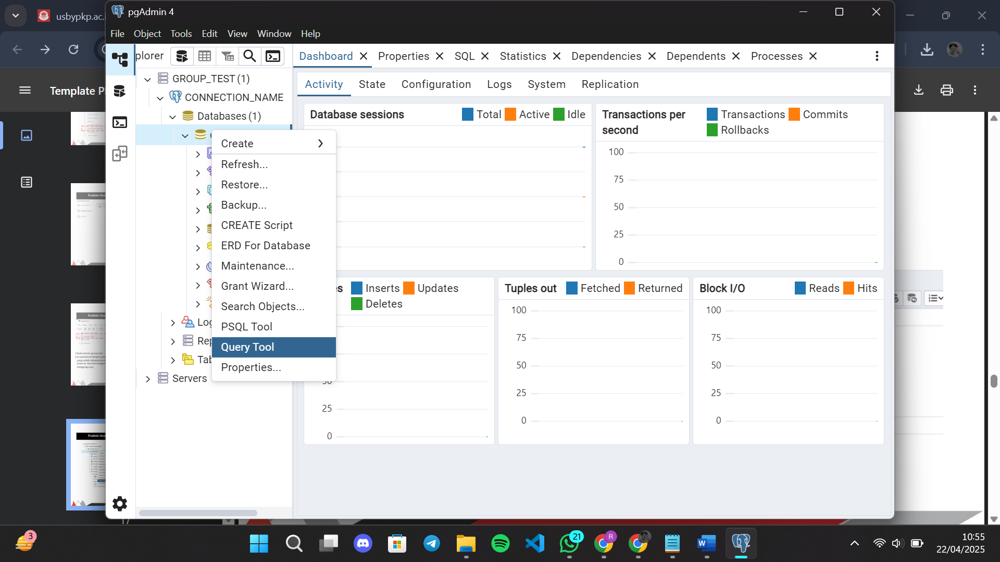 usbypkp.ac.i
pgAdmin 4
File Object Tools Edit View Window Help
plorer
Dashboard Properties SQL Statistics Dependencies Dependents Processes
Template P
GROUP_TEST (1)
CONNECTION_NAME
Databases (1)
Create
Refresh...
Restore...
Backup...
CREATE Script
ERD For Database
Maintenance...
Grant Wizard...
Search Objects...
PSQL Tool
Query Tool
Properties...
Log
Rep
Tab
Servers
Activity State Configuration Logs System Replication
Database sessions Total Active Idle
Transactions per second Transactions Commits Rollbacks
100
75
50
25
0
es Inserts Updates Deletes
50
25
0
Tuples out Fetched Returned
100
75
50
25
0
Block I/O Reads Hits
100
75
50
25
0
17
3
21
R
10:55
22/04/2025